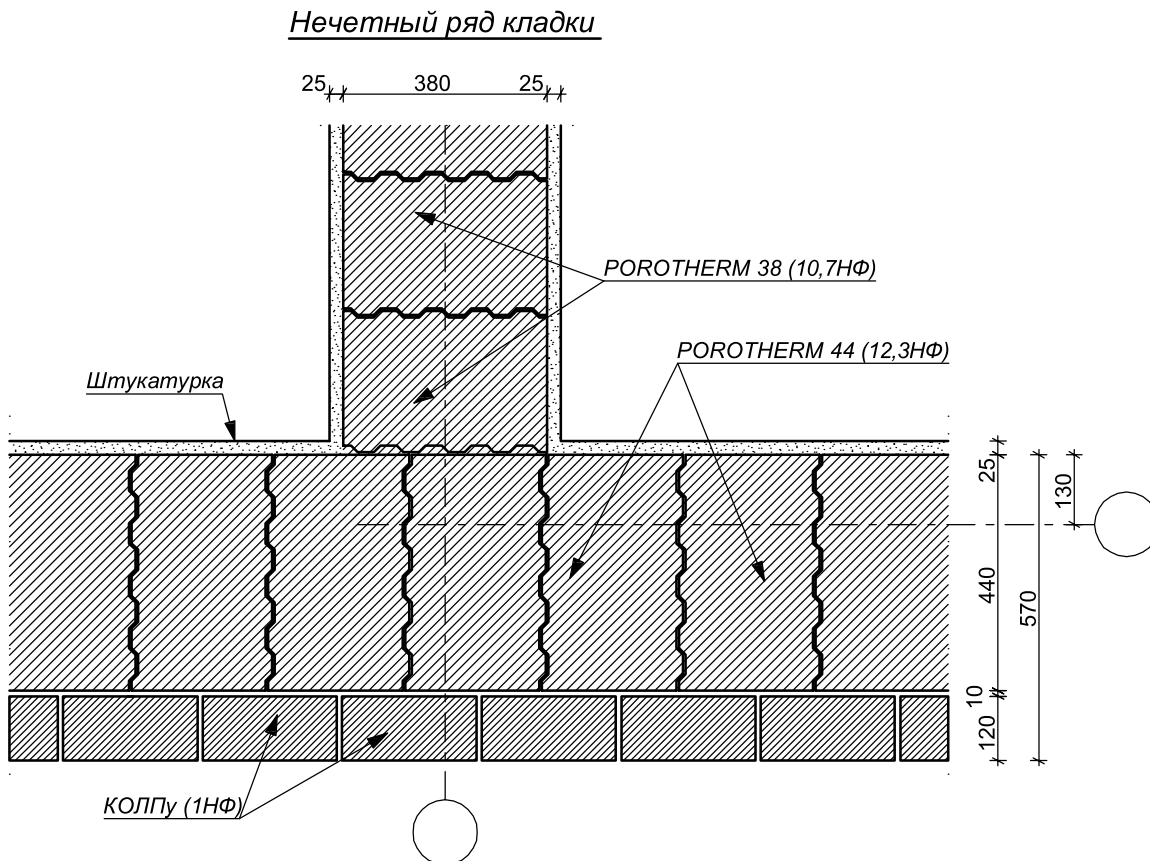 Нечетный ряд кладки
25 380 25
POROTHERM 38 (10,7НФ)
POROTHERM 44 (12,3НФ)
Штукатурка
25
130
440
570
10
120
КОЛПу (1НФ)